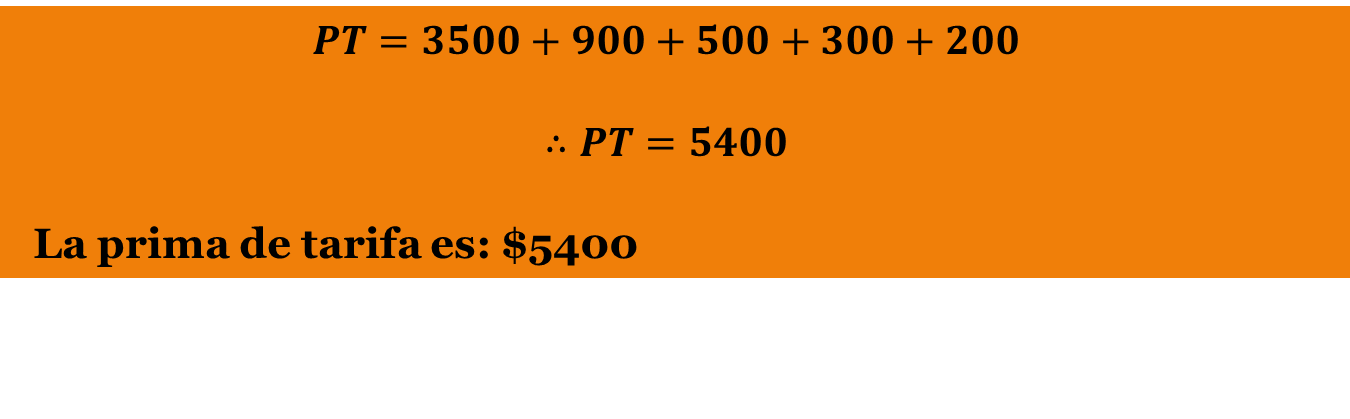 PT = 3500 + 900 + 500 + 300 + 200
∴ PT = 5400
La prima de tarifa es: $5400